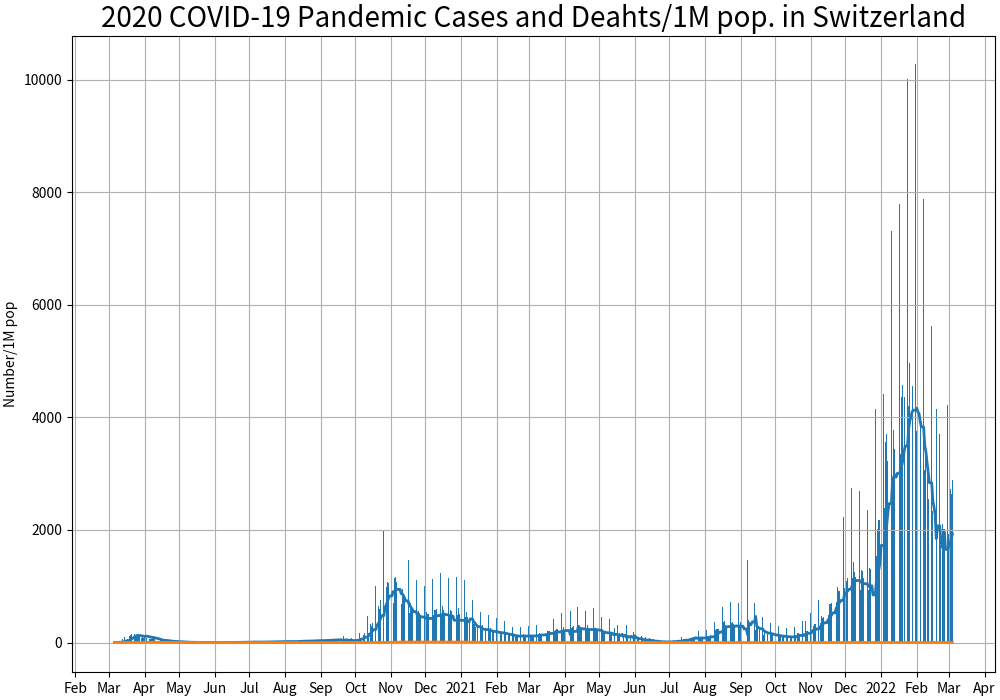 2020 COVID-19 Pandemic Cases and Deahts/1M pop. in Switzerland
10000
8000
6000
4000
2000
0
Number/1M pop
Feb Mar Apr May Jun Jul Aug Sep Oct Nov Dec 2021 Feb Mar Apr May Jun Jul Aug Sep Oct Nov Dec 2022 Feb Mar Apr